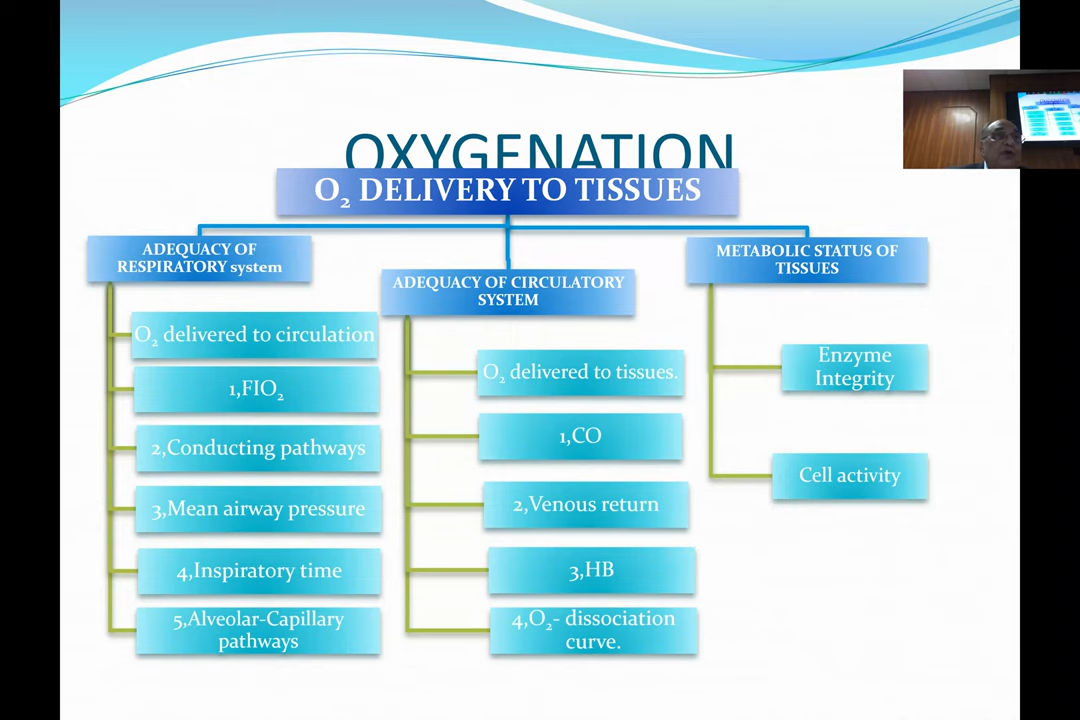 OXYGENATION
O₂ DELIVERY TO TISSUES
ADEQUACY OF
RESPIRATORY system
O₂ delivered to circulation
1,FIO₂
2,Conducting pathways
3,Mean airway pressure
4,Inspiratory time
5,Alveolar-Capillary
pathways
ADEQUACY OF CIRCULATORY
SYSTEM
O₂ delivered to tissues.
1,CO
2,Venous return
3,HB
4,O₂- dissociation
curve.
METABOLIC STATUS OF
TISSUES
Enzyme
Integrity
Cell activity